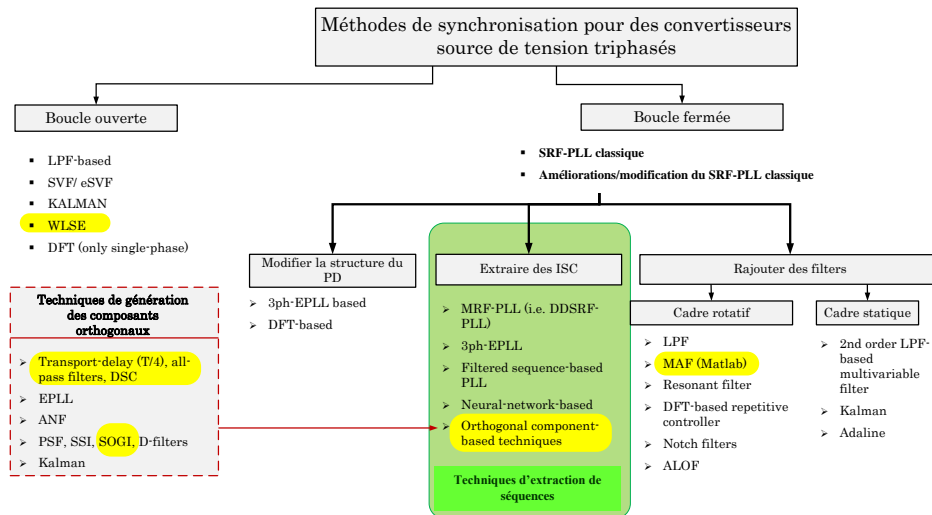 Méthodes de synchronisation pour des convertisseurs
source de tension triphasés
Boucle ouverte
Boucle fermée
LPF-based
SVF/ eSVF
KALMAN
WLSE
DFT (only single-phase)
SRF-PLL classique
Améliorations/modification du SRF-PLL classique
Techniques de génération
des composants
orthogonaux
Transport-delay (T/4), all-
pass filters, DSC
EPLL
ANF
PSF, SSI, SOGI, D-filters
Kalman
Modifier la structure du
PD
3ph-EPLL based
DFT-based
Extraire des ISC
MRF-PLL (i.e. DDSRF-
PLL)
3ph-EPLL
Filtered sequence-based
PLL
Neural-network-based
Orthogonal component-
based techniques
Techniques d'extraction de
séquences
Rajouter des filters
Cadre rotatif
LPF
MAF (Matlab)
Resonant filter
DFT-based repetitive
controller
Notch filters
ALOF
Cadre statique
2nd order LPF-
based
multivariable
filter
Kalman
Adaline